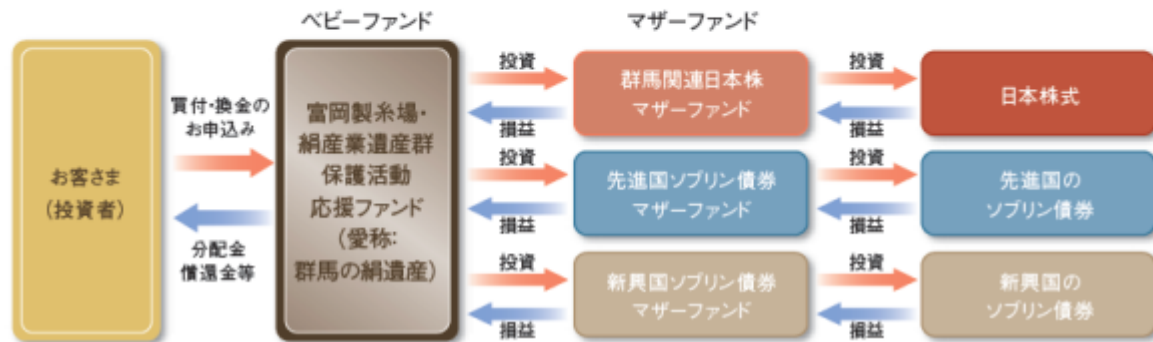 ベビーファンド
マザーファンド
お客さま
(投資者)
買付・換金の
お申込み
分配金
償還金等
富岡製糸場・
絹産業遺産群
保護活動
応援ファンド
(愛称:
群馬の絹遺産)
投資
損益
群馬関連日本株
マザーファンド
投資
損益
日本株式
投資
損益
先進国ソブリン債券
マザーファンド
投資
損益
先進国の
ソブリン債券
投資
損益
新興国ソブリン債券
マザーファンド
投資
損益
新興国の
ソブリン債券